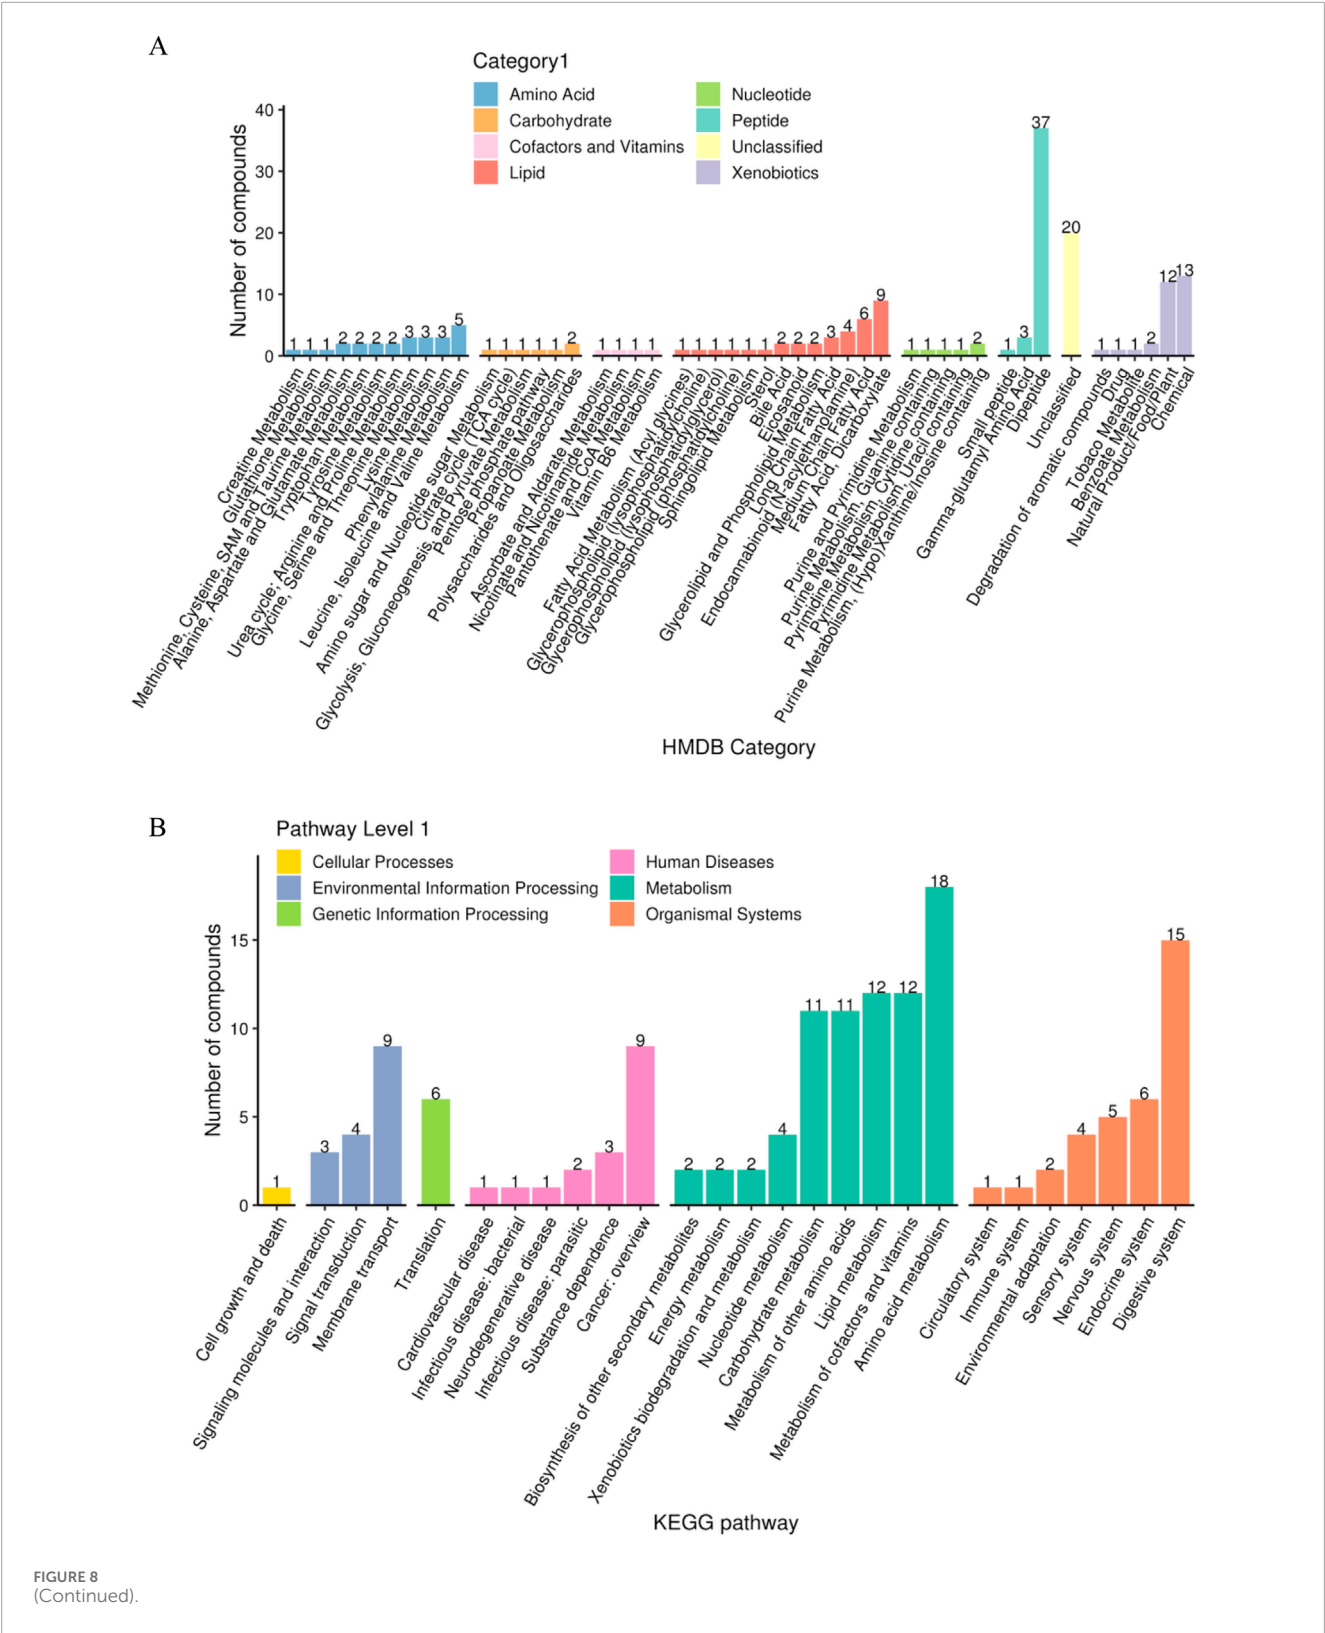 A
Category1
Amino Acid
Carbohydrate
Cofactors and Vitamins
Lipid
Nucleotide
Peptide
Unclassified
Xenobiotics
Number of compounds
40
30
20
10
0
1 1 1 2 2 2 2 3 3 3 5
1 1 1 1 1 2
1 1 1 1
1 1 1 1 1 1 2 2 2 3 4 6 9
1 1 1 1 2
1 3 37
20
1 1 1 2 12 13
Creatine Metabolism
Glutathione Metabolism
Methionine, Cysteine, SAM and Taurine Metabolism
Alanine, Aspartate and Glutamate Metabolism
Tryptophan Metabolism
Tyrosine Metabolism
Urea cycle; Arginine and Proline Metabolism
Glycine, Serine and Threonine Metabolism
Lysine Metabolism
Phenylalanine Metabolism
Leucine, Isoleucine and Valine Metabolism
Amino sugar and Nucleotide sugar Metabolism
Citrate cycle (TCA cycle)
Glycolysis, Gluconeogenesis, and Pyruvate Metabolism
Pentose phosphate pathway
Propanoate Metabolism
Polysaccharides and Oligosaccharides
Ascorbate and Aldarate Metabolism
Nicotinate and Nicotinamide Metabolism
Pantothenate and CoA Metabolism
Vitamin B6 Metabolism
Fatty Acid Metabolism (Acyl glycines)
Glycerophospholipid (lysophosphatidylcholine)
Glycerophospholipid (lysophosphatidylglycerol)
Glycerophospholipid (phosphatidylcholine)
Sphingolipid Metabolism
Sterol
Bile Acid
Eicosanoid
Glycerolipid and Phospholipid Metabolism
Long Chain Fatty Acid
Endocannabinoid (N-acylethanolamine)
Medium Chain Fatty Acid
Fatty Acid, Dicarboxylate
Purine and Pyrimidine Metabolism
Purine Metabolism, Guanine containing
Pyrimidine Metabolism, Cytidine containing
Pyrimidine Metabolism, Uracil containing
Purine Metabolism, (Hypo)Xanthine/Inosine containing
Small peptide
Gamma-glutamyl Amino Acid
Dipeptide
Unclassified
Degradation of aromatic compounds
Drug
Tobacco Metabolite
Benzoate Metabolism
Natural Product/Food/Plant
Chemical
HMDB Category
B
Pathway Level 1
Cellular Processes
Environmental Information Processing
Genetic Information Processing
Human Diseases
Metabolism
Organismal Systems
Number of compounds
15
10
5
0
1
3 4 9
6
1 1 1 2 3 9
2 2 2 4 11 11 12 12 18
1 1 2 4 5 6 15
Cell growth and death
Signaling molecules and interaction
Signal transduction
Membrane transport
Translation
Cardiovascular disease
Infectious disease: bacterial
Neurodegenerative disease
Infectious disease: parasitic
Substance dependence
Cancer: overview
Biosynthesis of other secondary metabolites
Energy metabolism
Xenobiotics biodegradation and metabolism
Nucleotide metabolism
Carbohydrate metabolism
Metabolism of other amino acids
Lipid metabolism
Metabolism of cofactors and vitamins
Amino acid metabolism
Circulatory system
Immune system
Environmental adaptation
Sensory system
Nervous system
Endocrine system
Digestive system
KEGG pathway
FIGURE 8
(Continued).